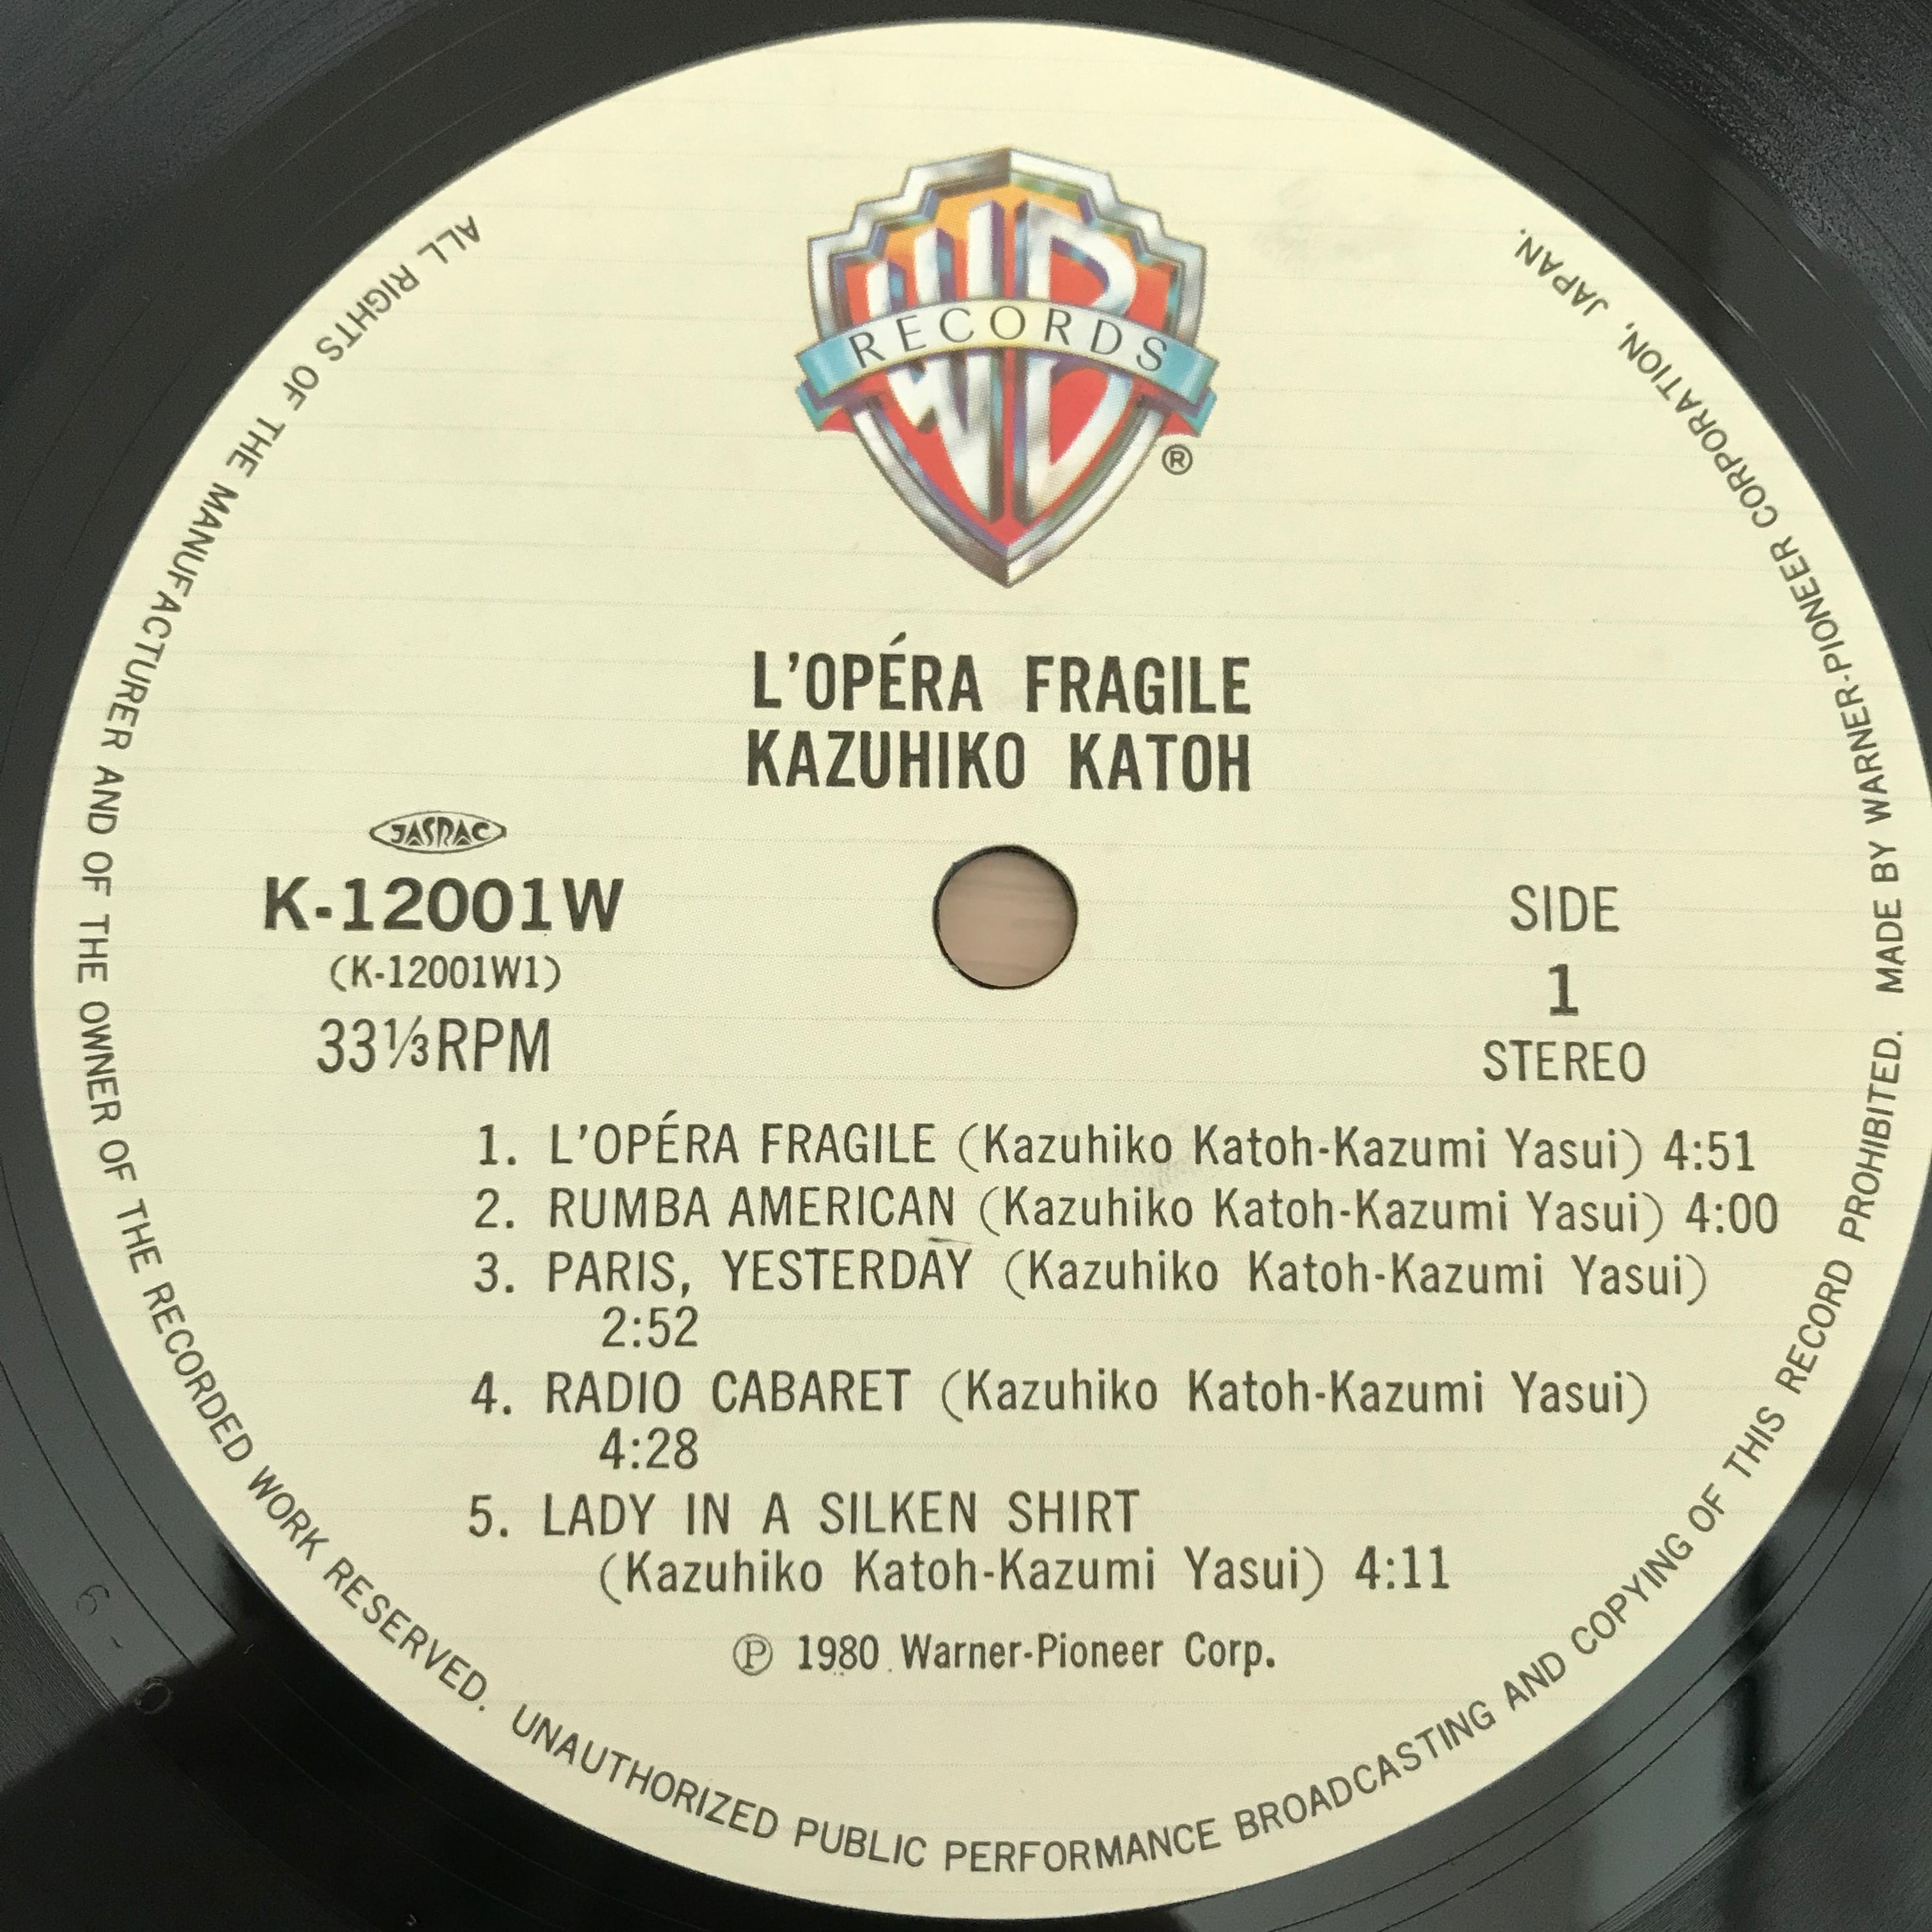 WB
RECORDS
®
L'OPÉRA FRAGILE
KAZUHIKO KATOH
JASRAC
K-12001W
(K-12001W1)
33⅓RPM
SIDE
1
STEREO
1. L'OPÉRA FRAGILE (Kazuhiko Katoh-Kazumi Yasui) 4:51
2. RUMBA AMERICAN (Kazuhiko Katoh-Kazumi Yasui) 4:00
3. PARIS, YESTERDAY (Kazuhiko Katoh-Kazumi Yasui)
2:52
4. RADIO CABARET (Kazuhiko Katoh-Kazumi Yasui)
4:28
5. LADY IN A SILKEN SHIRT
(Kazuhiko Katoh-Kazumi Yasui) 4:11
℗ 1980 Warner-Pioneer Corp.
ALL RIGHTS OF THE MANUFACTURER AND OF THE OWNER OF THE RECORDED WORK RESERVED. UNAUTHORIZED PUBLIC PERFORMANCE BROADCASTING AND COPYING OF THIS RECORD PROHIBITED. MADE BY WARNER-PIONEER CORPORATION, JAPAN.